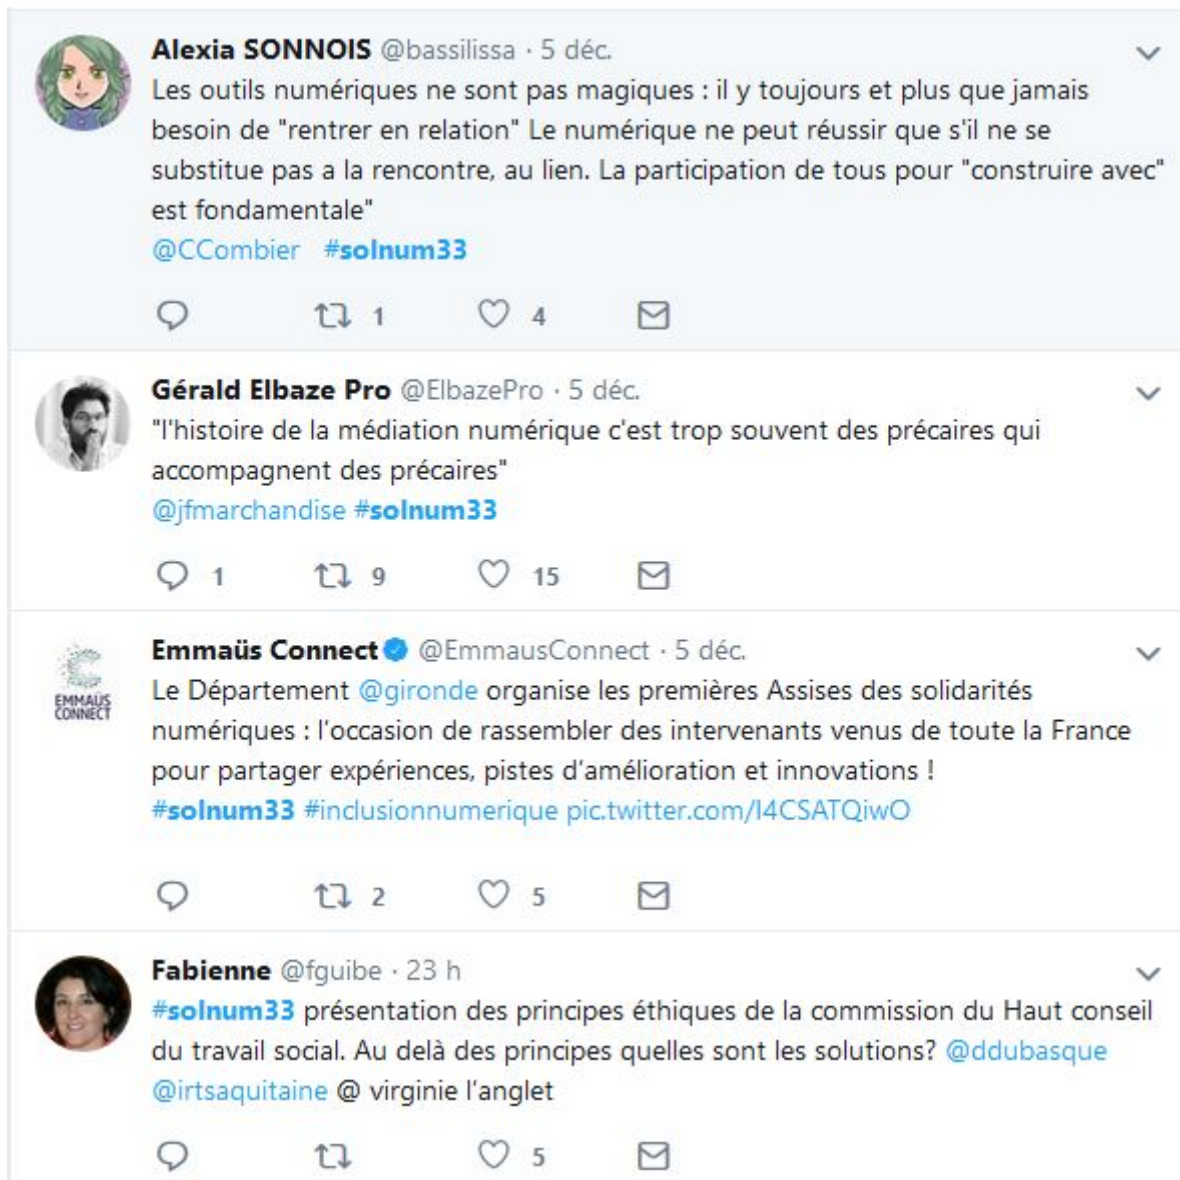 Alexia SONNOIS @bassilissa · 5 déc.
Les outils numériques ne sont pas magiques : il y toujours et plus que jamais
besoin de "rentrer en relation" Le numérique ne peut réussir que s'il ne se
substitue pas a la rencontre, au lien. La participation de tous pour "construire avec"
est fondamentale"
@CCombier #solnum33
1 4
Gérald Elbaze Pro @ElbazePro · 5 déc.
"l'histoire de la médiation numérique c'est trop souvent des précaires qui
accompagnent des précaires"
@jfmarchandise #solnum33
1 9 15
EMMAÜS
CONNECT
Emmaüs Connect @EmmausConnect · 5 déc.
Le Département @gironde organise les premières Assises des solidarités
numériques : l'occasion de rassembler des intervenants venus de toute la France
pour partager expériences, pistes d'amélioration et innovations !
#solnum33 #inclusionnumerique pic.twitter.com/I4CSATQiwO
2 5
Fabienne @fguibe · 23 h
#solnum33 présentation des principes éthiques de la commission du Haut conseil
du travail social. Au delà des principes quelles sont les solutions? @ddubasque
@irtsaquitaine @ virginie l'anglet
5